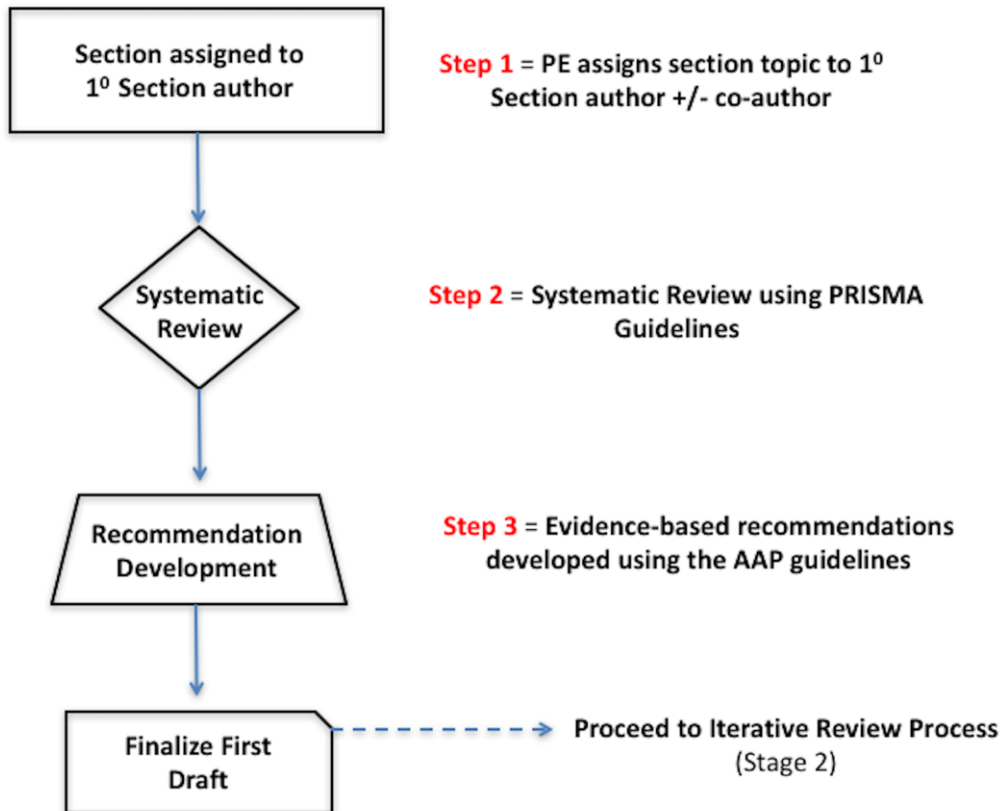 Section assigned to
1⁰ Section author
Step 1 = PE assigns section topic to 1⁰
Section author +/- co-author
Systematic
Review
Step 2 = Systematic Review using PRISMA
Guidelines
Recommendation
Development
Step 3 = Evidence-based recommendations
developed using the AAP guidelines
Finalize First
Draft
Proceed to Iterative Review Process
(Stage 2)